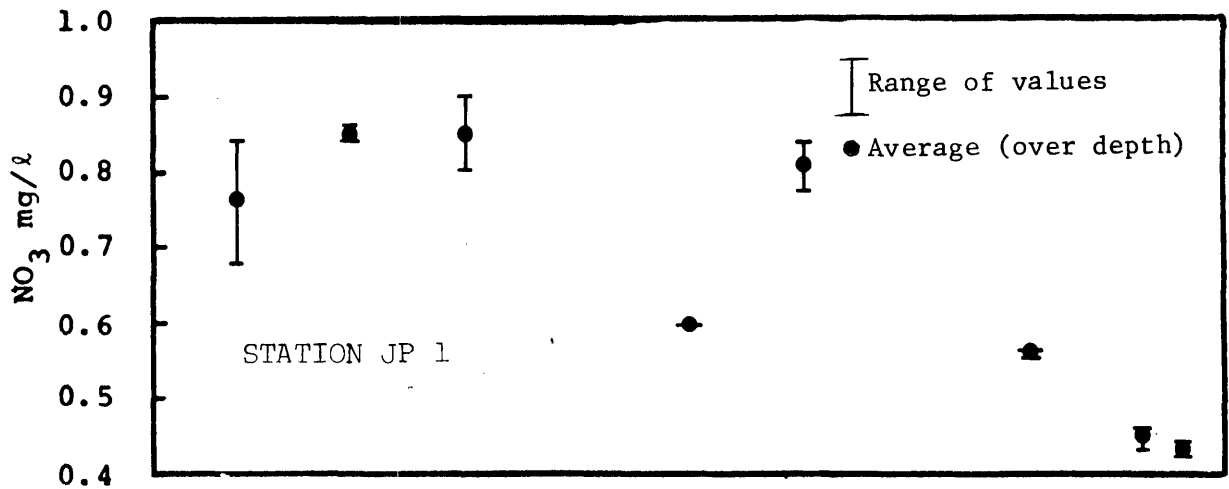 1.0
0.9
0.8
0.7
0.6
0.5
0.4
NO₃ mg/ℓ
Range of values
Average (over depth)
STATION JP 1